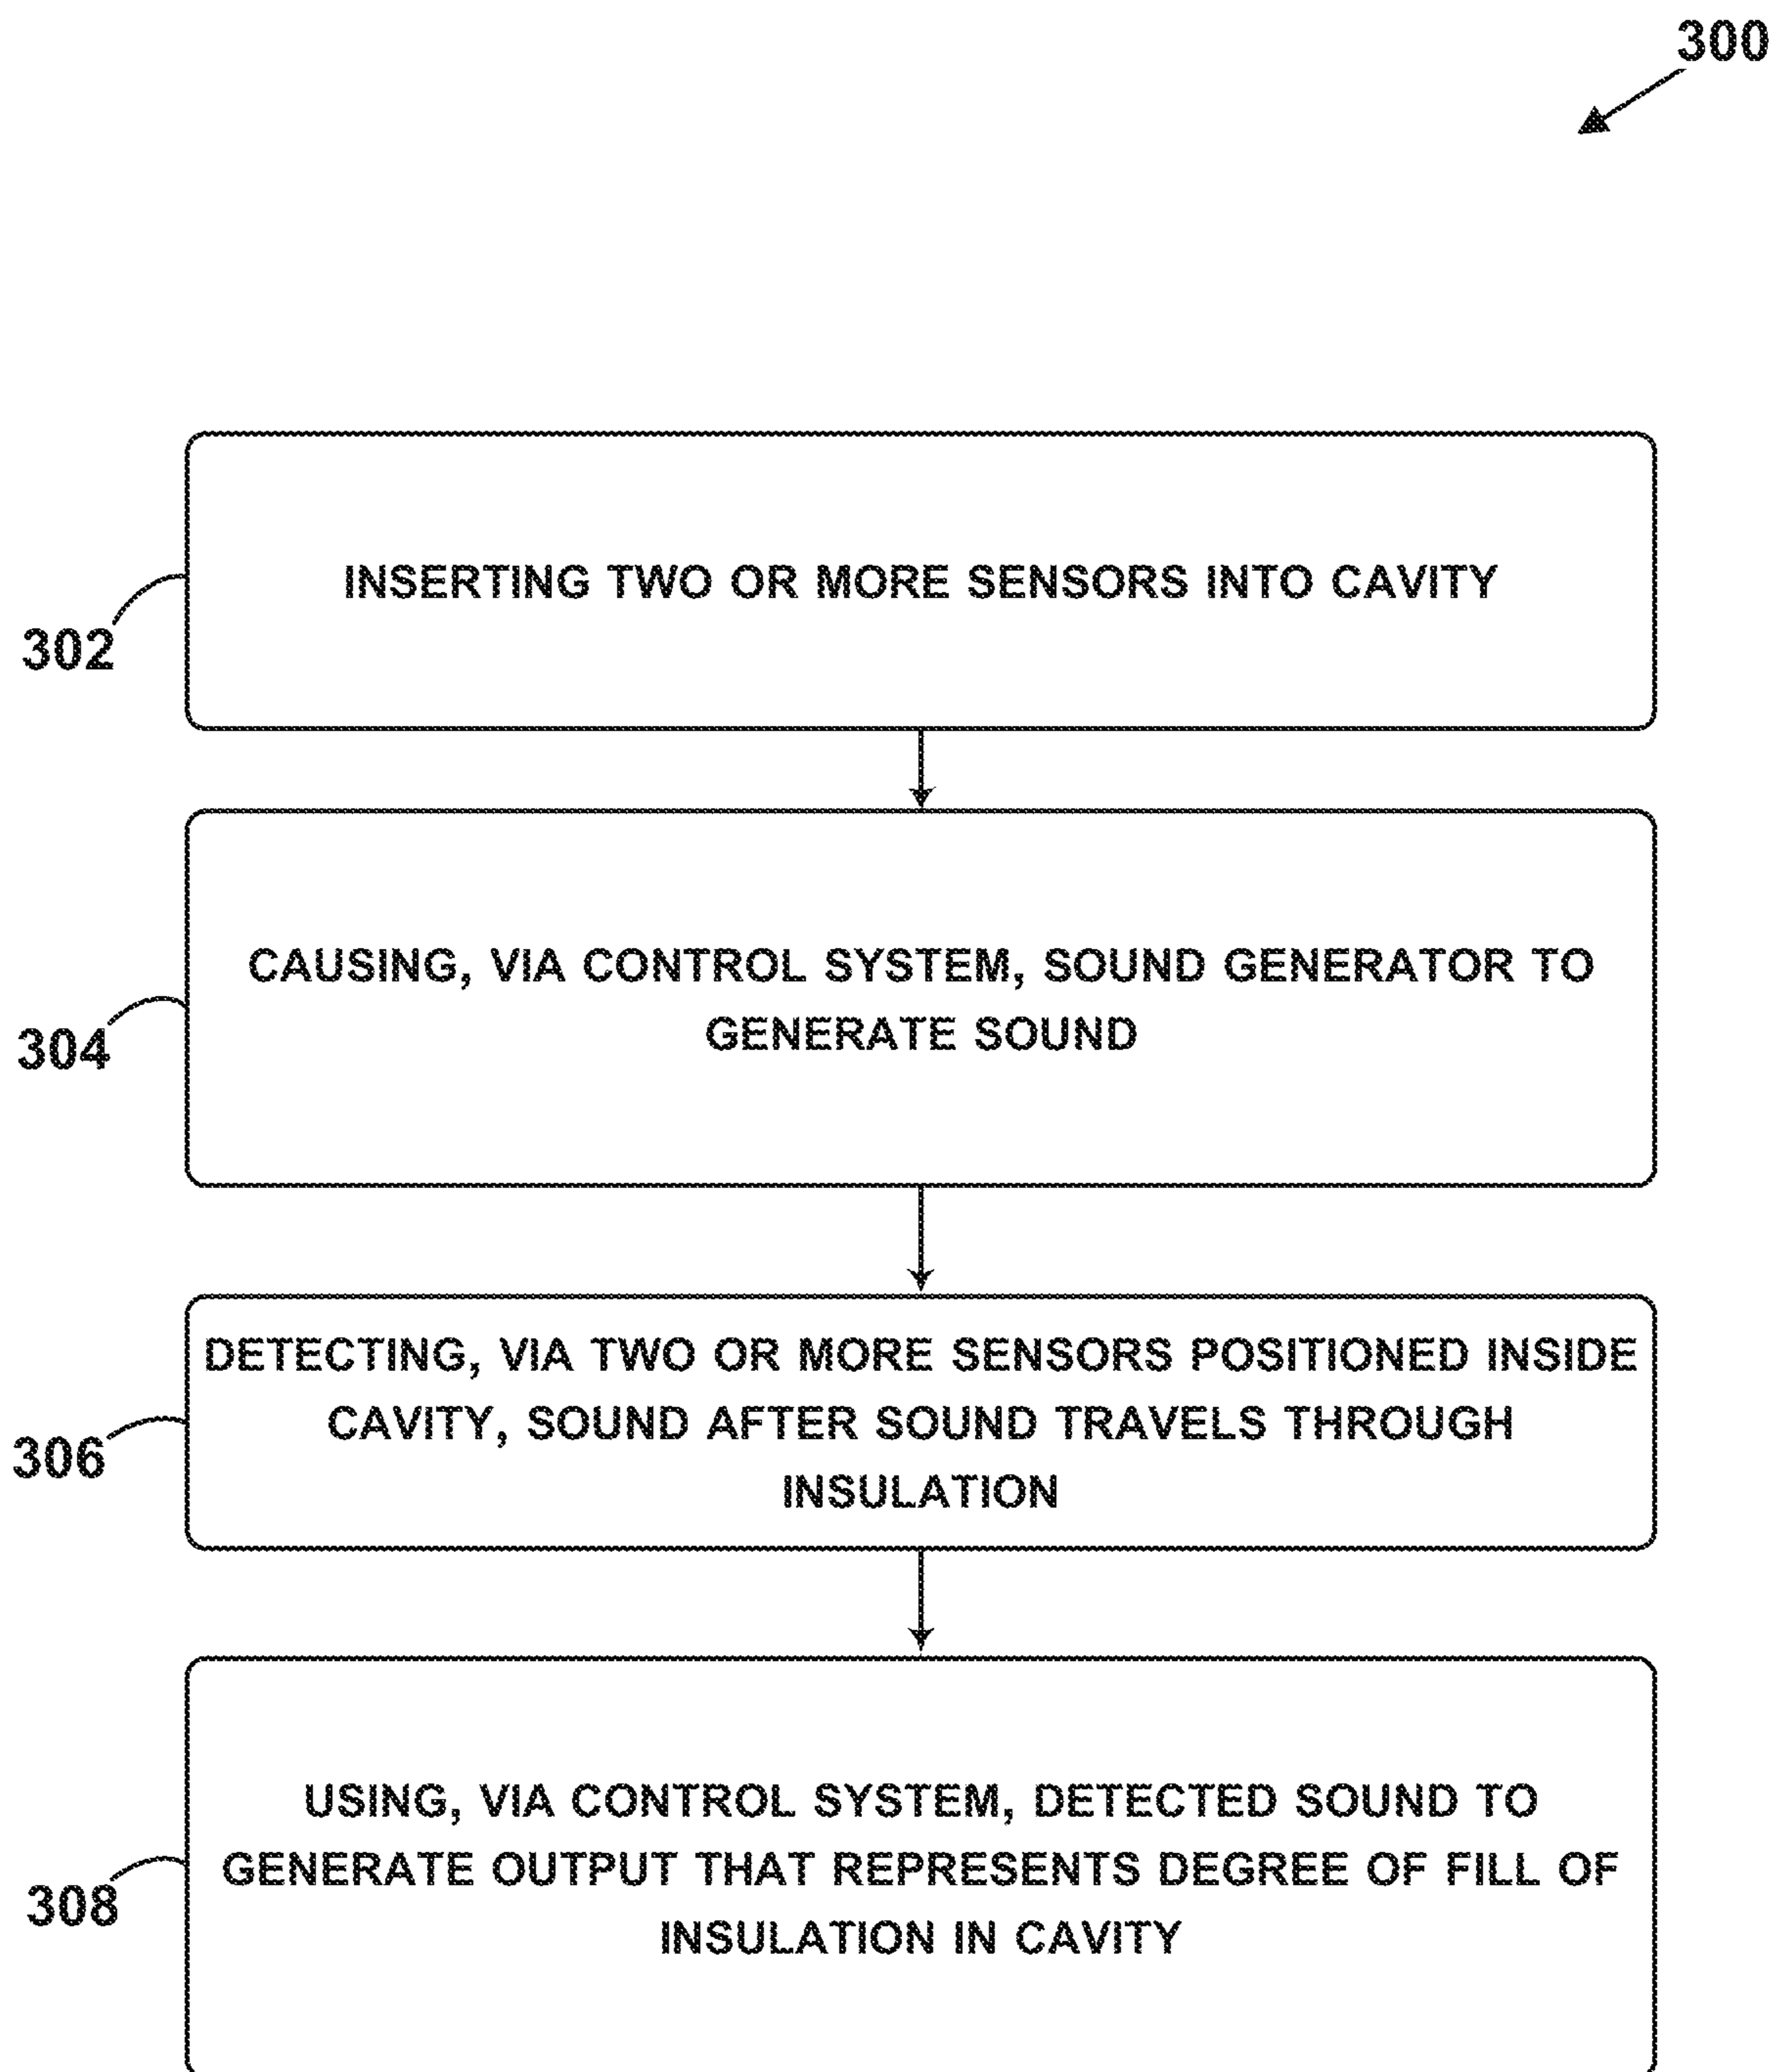 300
INSERTING TWO OR MORE SENSORS INTO CAVITY
302
CAUSING, VIA CONTROL SYSTEM, SOUND GENERATOR TO
GENERATE SOUND
304
DETECTING, VIA TWO OR MORE SENSORS POSITIONED INSIDE
CAVITY, SOUND AFTER SOUND TRAVELS THROUGH
INSULATION
306
USING, VIA CONTROL SYSTEM, DETECTED SOUND TO
GENERATE OUTPUT THAT REPRESENTS DEGREE OF FILL OF
INSULATION IN CAVITY
308